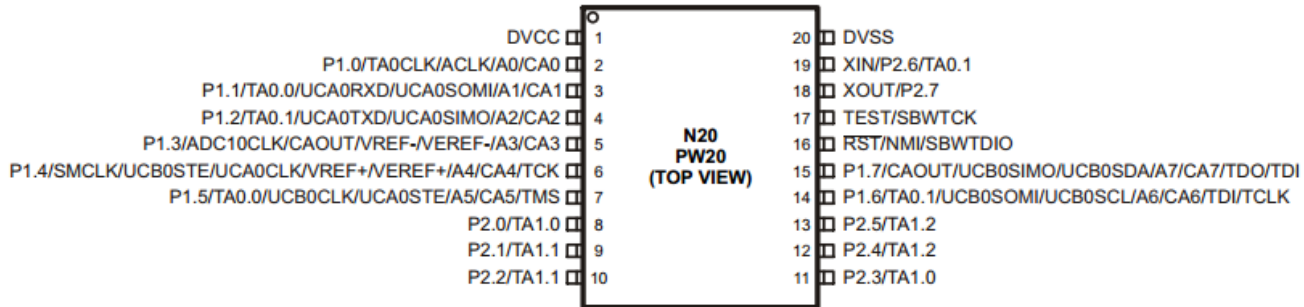 DVCC 1 20 DVSS
P1.0/TA0CLK/ACLK/A0/CA0 2 19 XIN/P2.6/TA0.1
P1.1/TA0.0/UCA0RXD/UCA0SOMI/A1/CA1 3 18 XOUT/P2.7
P1.2/TA0.1/UCA0TXD/UCA0SIMO/A2/CA2 4 17 TEST/SBWTCK
P1.3/ADC10CLK/CAOUT/VREF-/VEREF-/A3/CA3 5 N20 16 RST/NMI/SBWTDIO
PW20
P1.4/SMCLK/UCB0STE/UCA0CLK/VREF+/VEREF+/A4/CA4/TCK 6 (TOP VIEW) 15 P1.7/CAOUT/UCB0SIMO/UCB0SDA/A7/CA7/TDO/TDI
P1.5/TA0.0/UCB0CLK/UCA0STE/A5/CA5/TMS 7 14 P1.6/TA0.1/UCB0SOMI/UCB0SCL/A6/CA6/TDI/TCLK
P2.0/TA1.0 8 13 P2.5/TA1.2
P2.1/TA1.1 9 12 P2.4/TA1.2
P2.2/TA1.1 10 11 P2.3/TA1.0